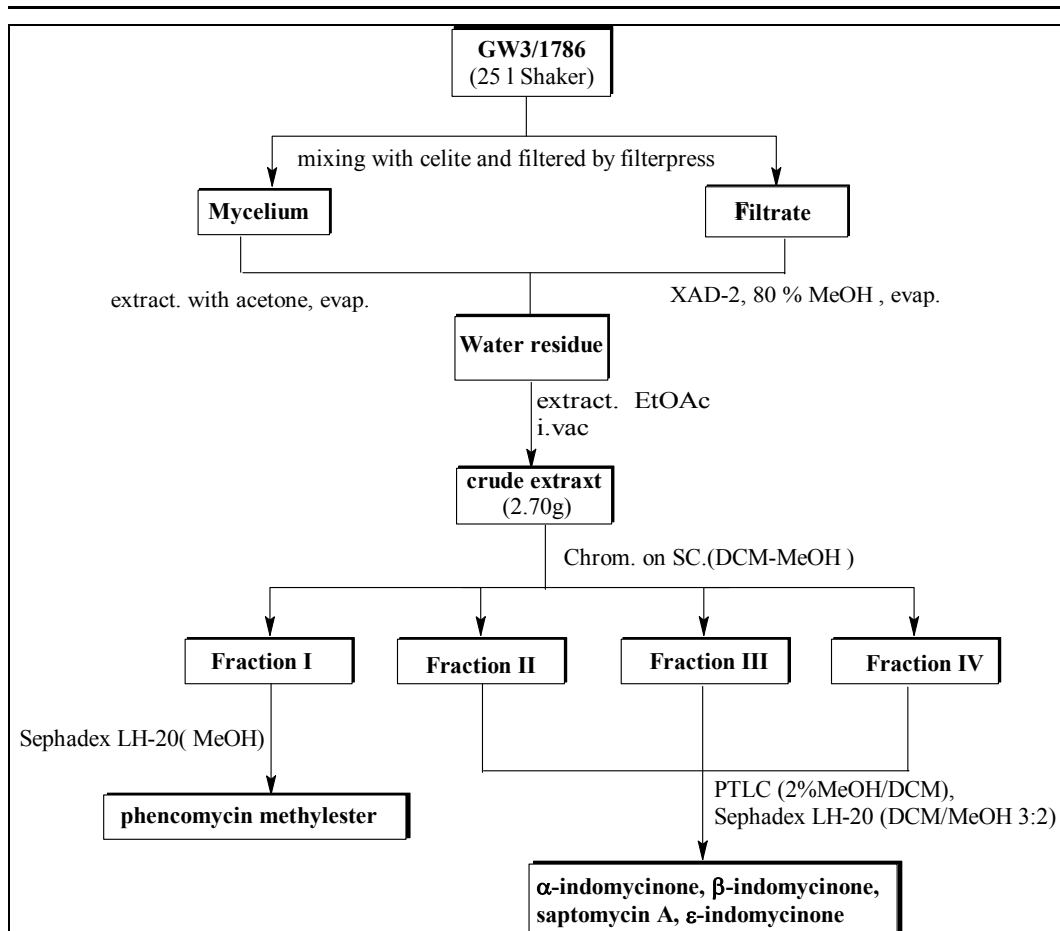 GW3/1786
(25 l Shaker)
mixing with celite and filtered by filterpress
Mycelium
Filtrate
extract. with acetone, evap.
XAD-2, 80 % MeOH , evap.
Water residue
extract. EtOAc
i.vac
crude extraxt
(2.70g)
Chrom. on SC.(DCM-MeOH )
Fraction I
Fraction II
Fraction III
Fraction IV
Sephadex LH-20( MeOH)
phencomycin methylester
PTLC (2%MeOH/DCM),
Sephadex LH-20 (DCM/MeOH 3:2)
α-indomycinone, β-indomycinone,
saptomycin A, ε-indomycinone